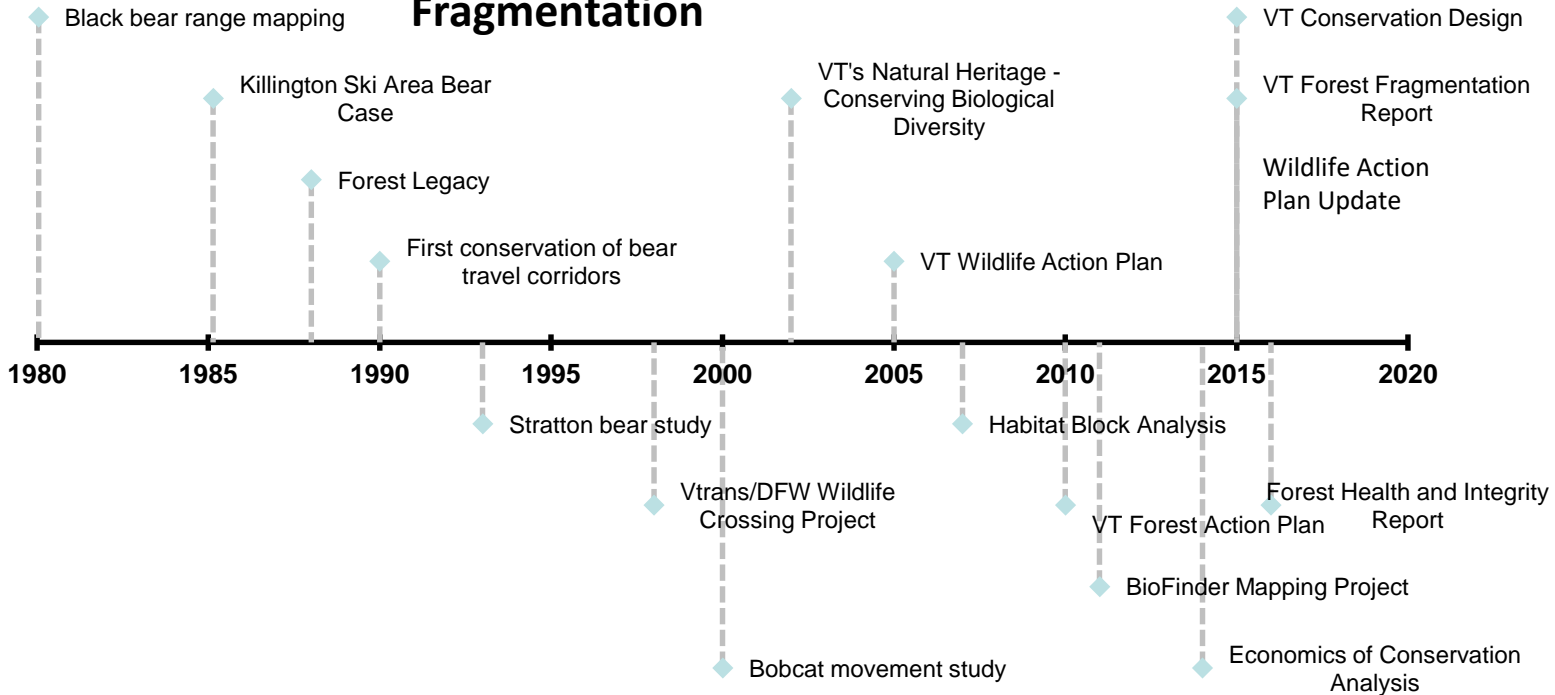 Fragmentation
Black bear range mapping
VT Conservation Design
Killington Ski Area Bear
Case
VT's Natural Heritage -
Conserving Biological
Diversity
VT Forest Fragmentation
Report
Forest Legacy
Wildlife Action
Plan Update
First conservation of bear
travel corridors
VT Wildlife Action Plan
1980
1985
1990
1995
2000
2005
2010
2015
2020
Stratton bear study
Habitat Block Analysis
Vtrans/DFW Wildlife
Crossing Project
VT Forest Action Plan
Forest Health and Integrity
Report
BioFinder Mapping Project
Bobcat movement study
Economics of Conservation
Analysis